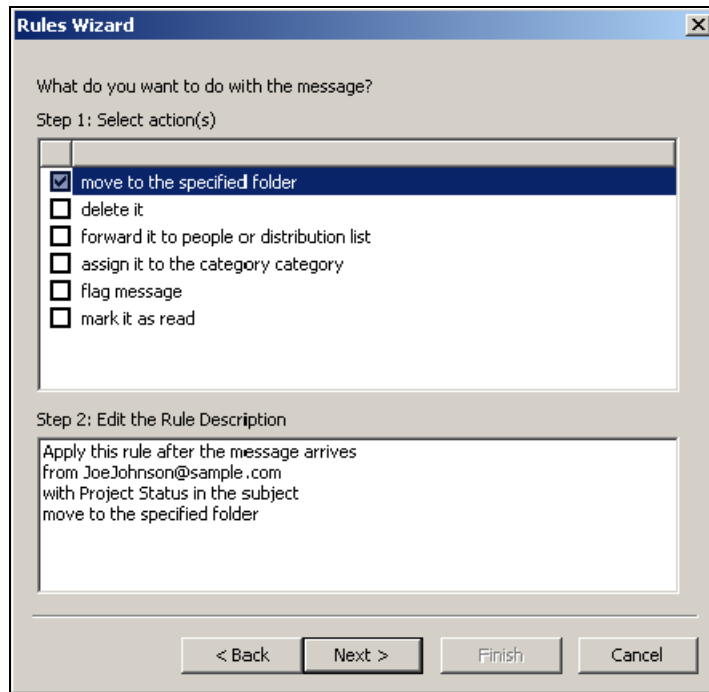 Rules Wizard
What do you want to do with the message?
Step 1: Select action(s)
move to the specified folder
delete it
forward it to people or distribution list
assign it to the category category
flag message
mark it as read
Step 2: Edit the Rule Description
Apply this rule after the message arrives
from JoeJohnson@sample.com
with Project Status in the subject
move to the specified folder
< Back
Next >
Finish
Cancel